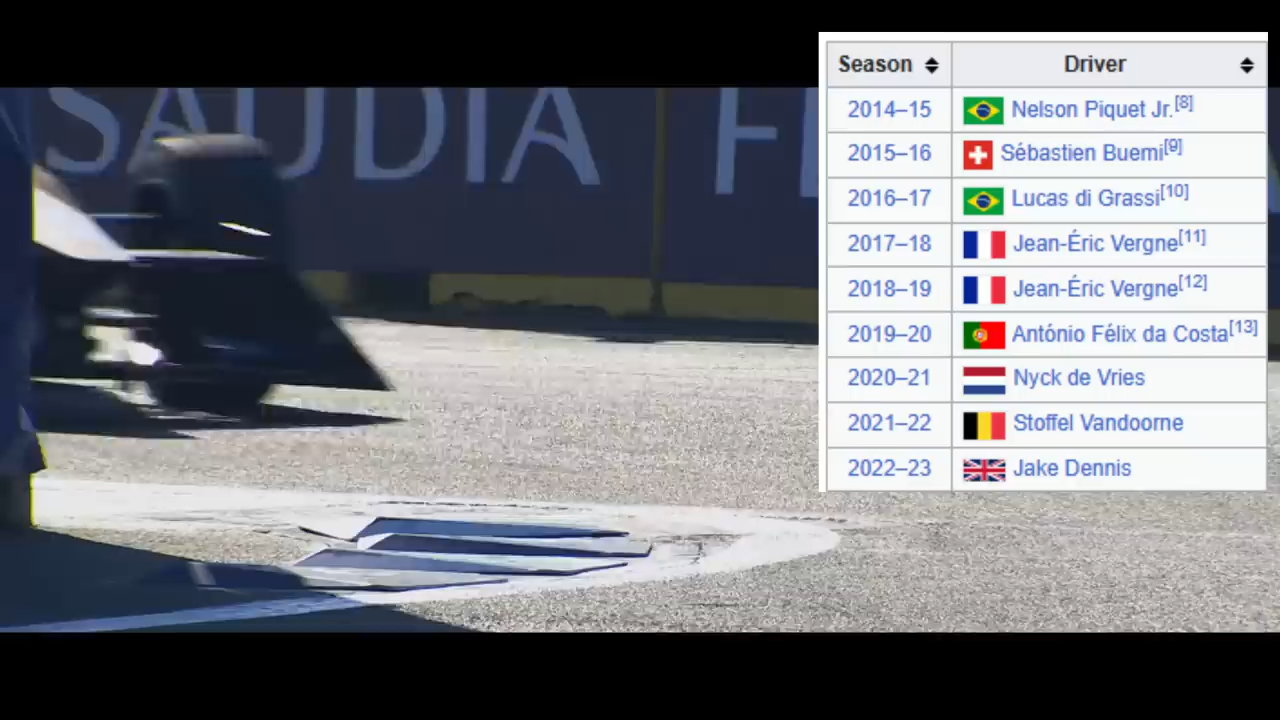 SAUDIA
Season Driver
2014–15 Nelson Piquet Jr.[8]
2015–16 Sébastien Buemi[9]
2016–17 Lucas di Grassi[10]
2017–18 Jean-Éric Vergne[11]
2018–19 Jean-Éric Vergne[12]
2019–20 António Félix da Costa[13]
2020–21 Nyck de Vries
2021–22 Stoffel Vandoorne
2022–23 Jake Dennis